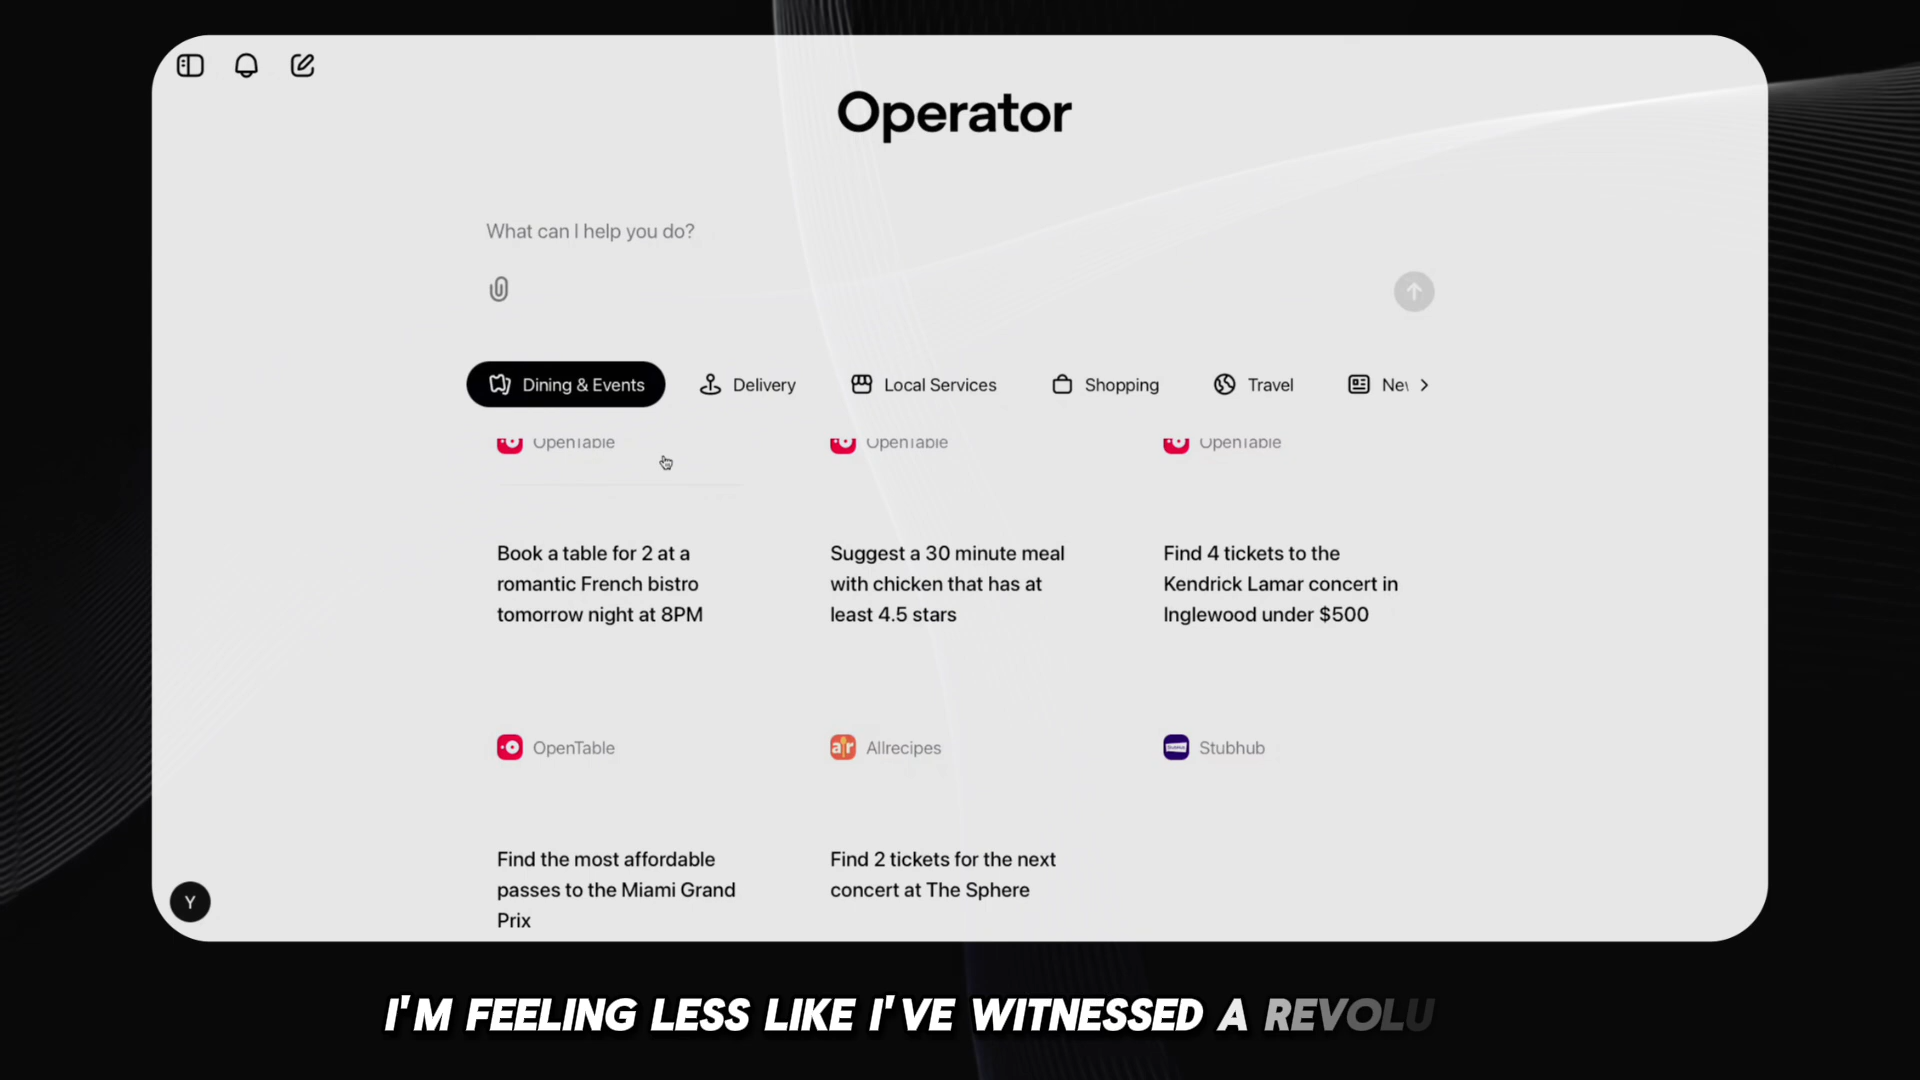 Operator
What can I help you do?
Dining & Events
Delivery
Local Services
Shopping
Travel
OpenTable
OpenTable
OpenTable
Book a table for 2 at a
romantic French bistro
tomorrow night at 8PM
Suggest a 30 minute meal
with chicken that has at
least 4.5 stars
Find 4 tickets to the
Kendrick Lamar concert in
Inglewood under $500
OpenTable
Allrecipes
Stubhub
Find the most affordable
passes to the Miami Grand
Prix
Find 2 tickets for the next
concert at The Sphere
Y
I'M FEELING LESS LIKE I'VE WITNESSED A REVOLU